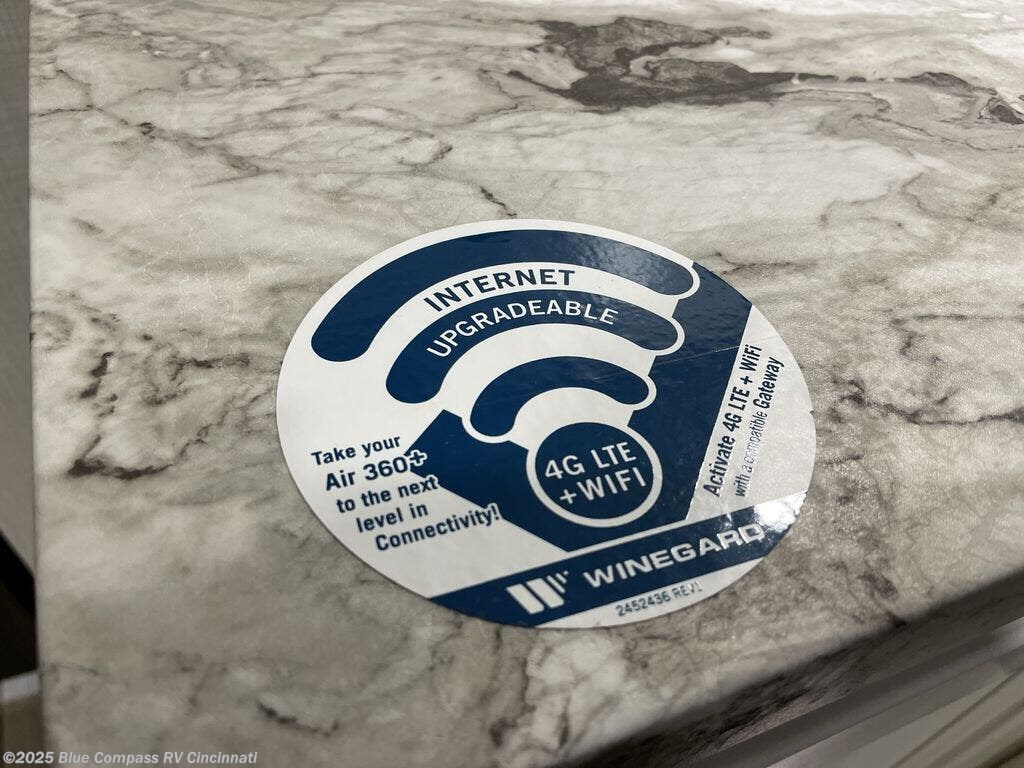 INTERNET
UPGRADEABLE
4G LTE
+ WIFI
Take your
Air 360+
to the next
level in
Connectivity!
Activate 4G LTE + WiFi
with a compatible Gateway
WINEGARD
2452436 REV1
©2025 Blue Compass RV Cincinnati